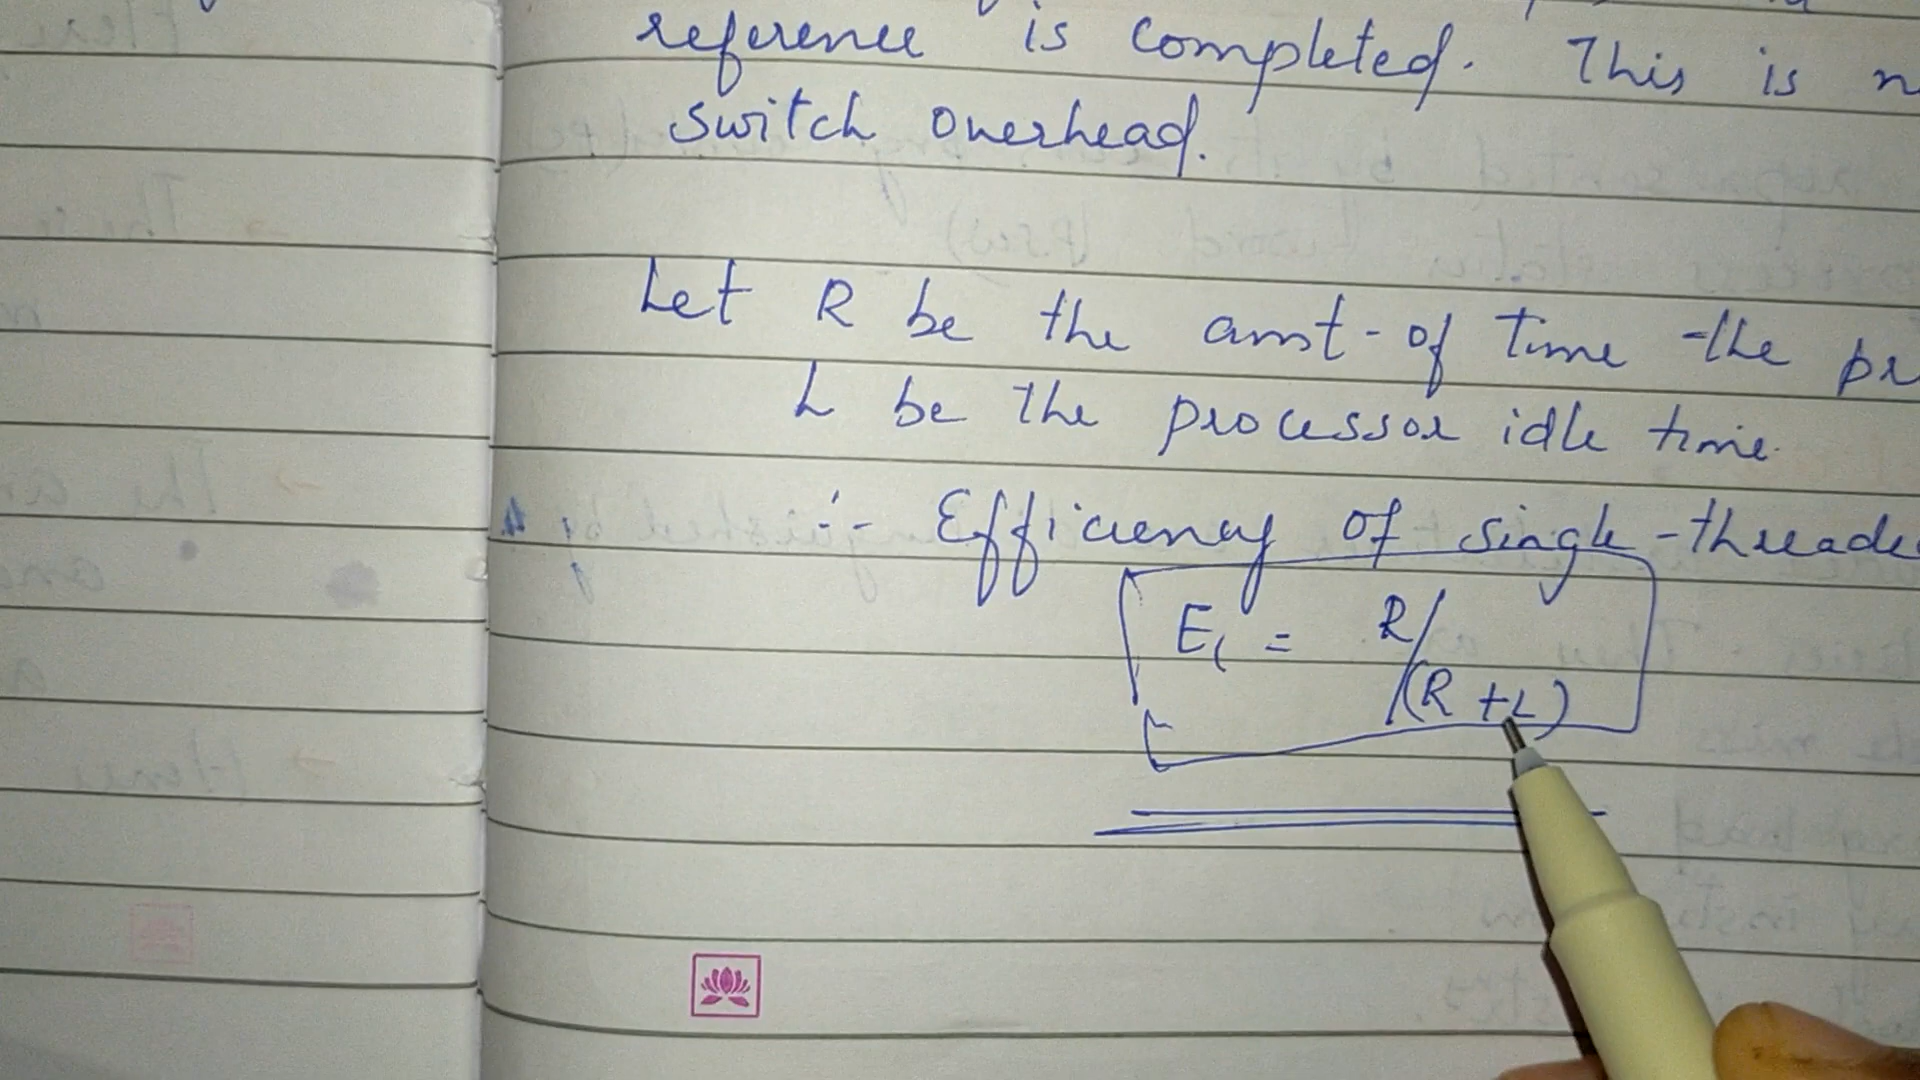 reference is completed. This is
switch overhead.
Let R be the amt. of time the
L be the processor idle time.
∴ Efficiency of single-threaded
E1 = R/(R+L)